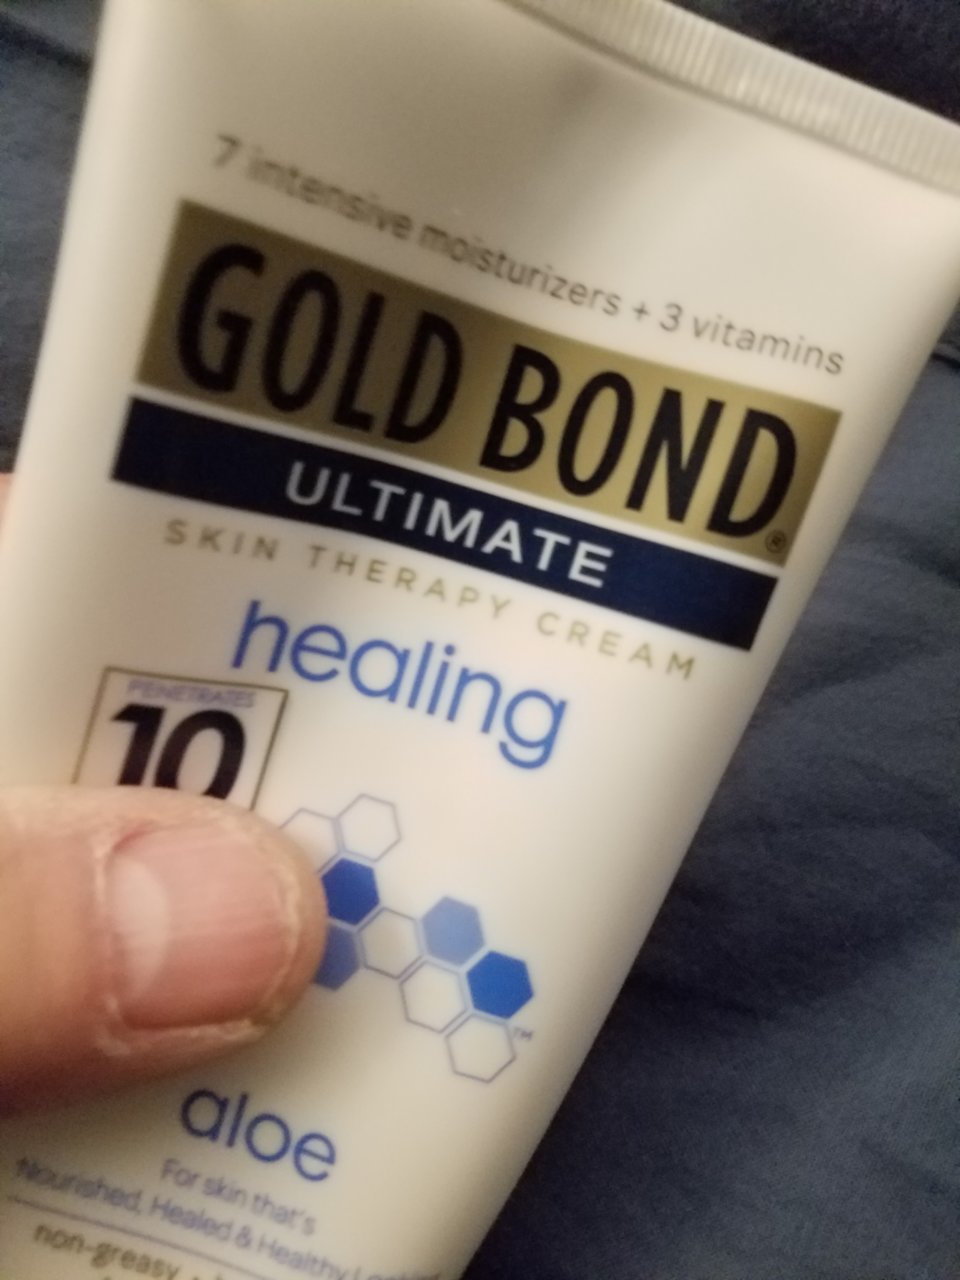 7 intensive moisturizers + 3 vitamins
GOLD BOND®
ULTIMATE
SKIN THERAPY CREAM
healing
PENETRATES
10
™
aloe
For skin that's
Nourished, Healed & Healthy
non-greasy